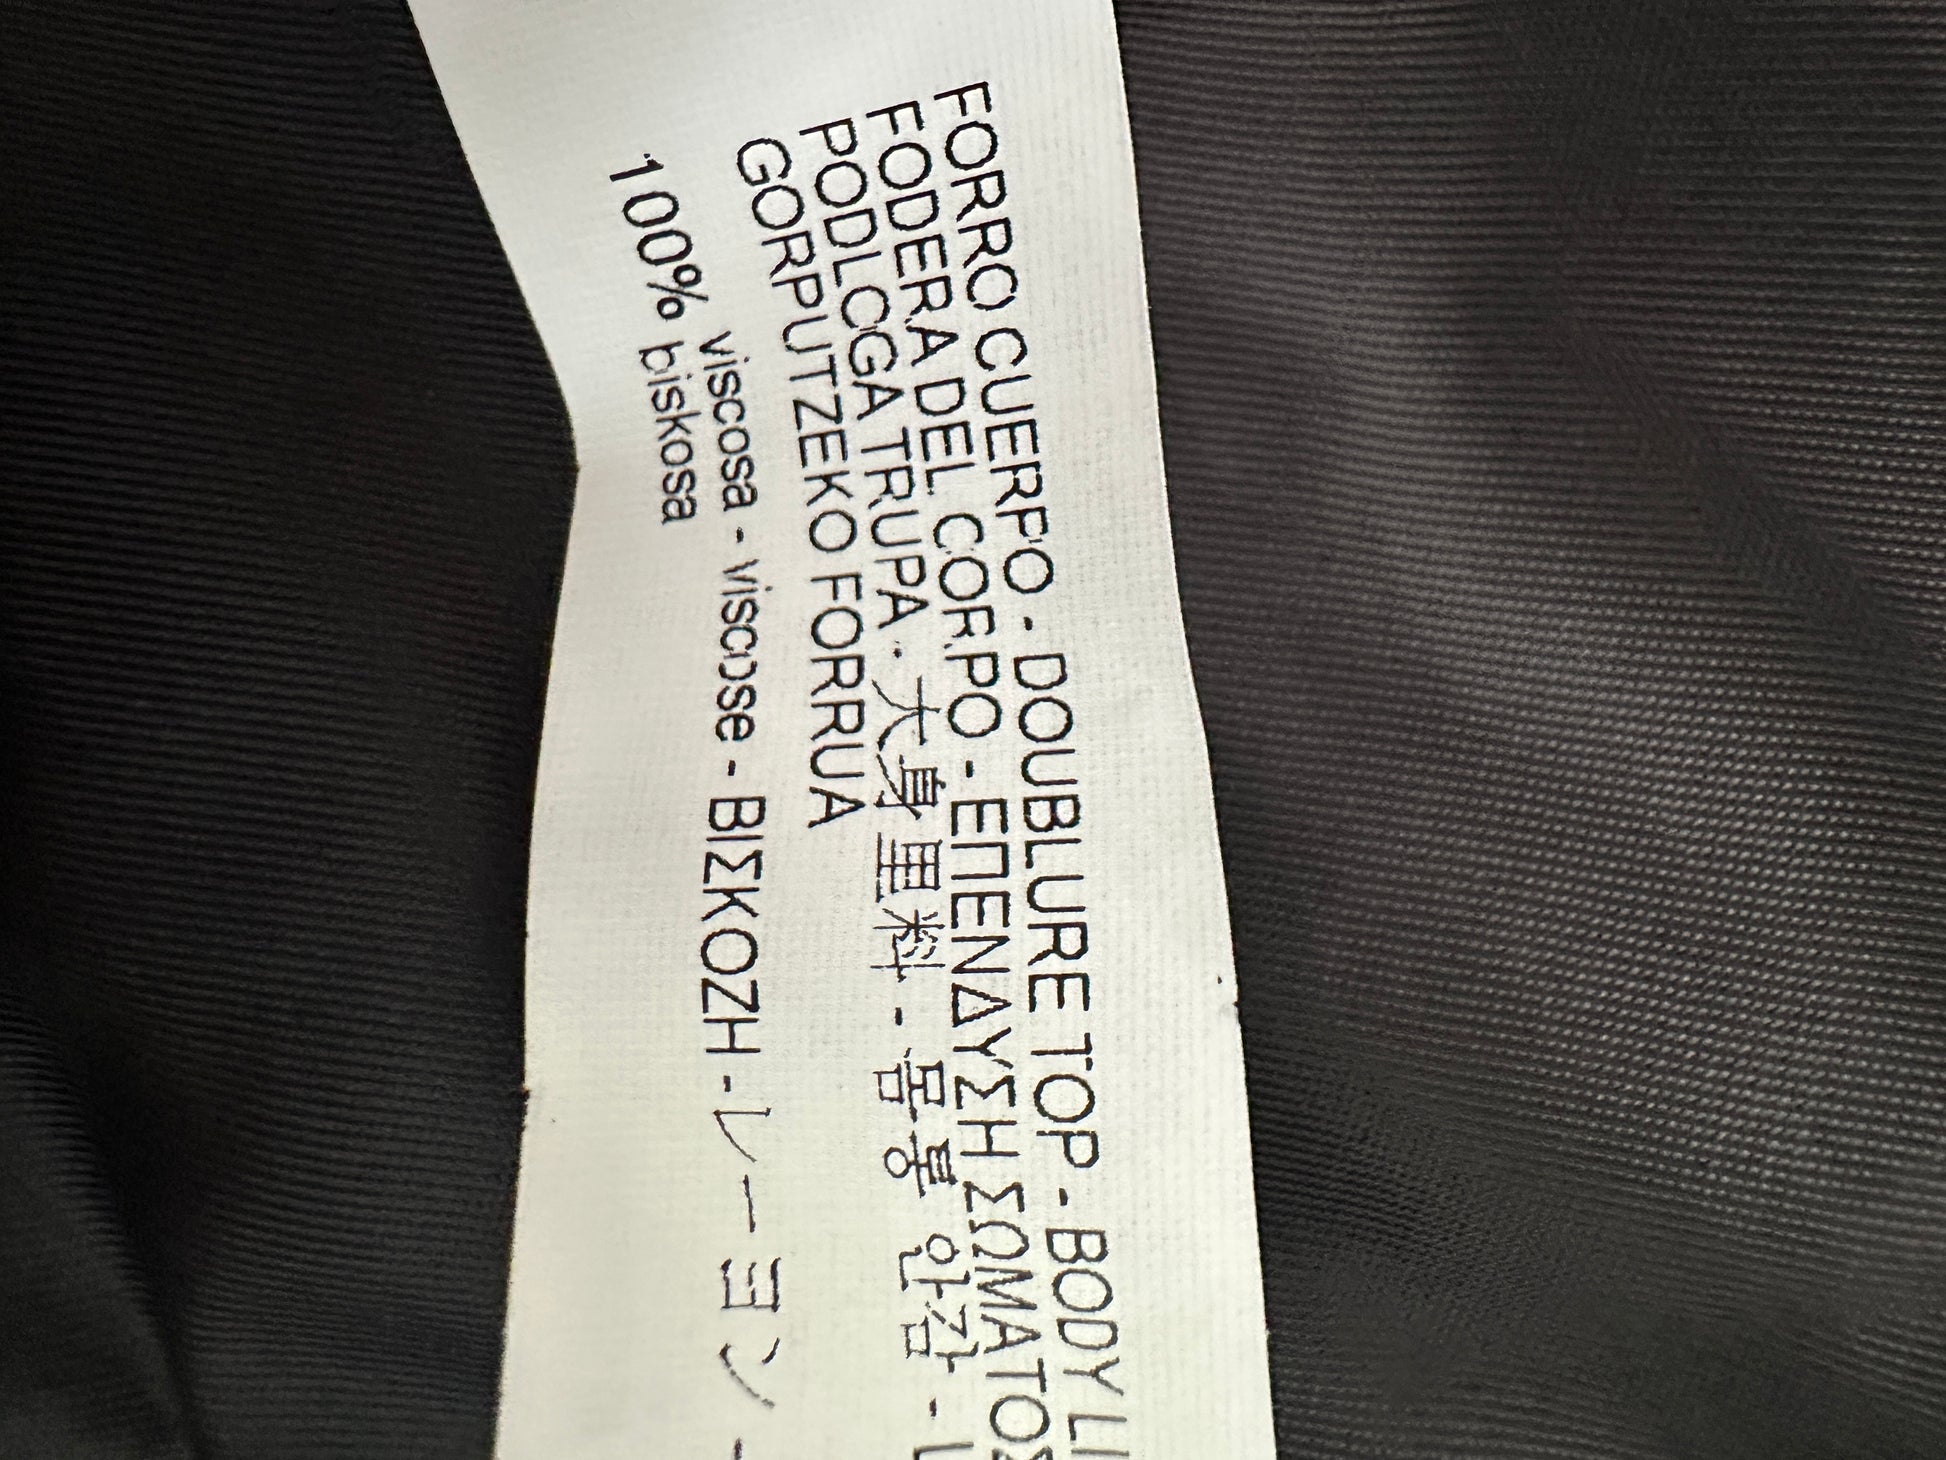 FORRO CUERPO - DOUBLURE TOP - BODY LI
FODERA DEL CORPO - ΕΠΕΝΔΥΣΗ ΣΩΜΑΤΟΣ
PODLOGA TRUPA - 大身里料 - 몸통 안감 - L
GORPUTZEKO FORRUA
100% viscosa - viscose - ΒΙΣΚΟΖΗ - レーヨン -
biskosa